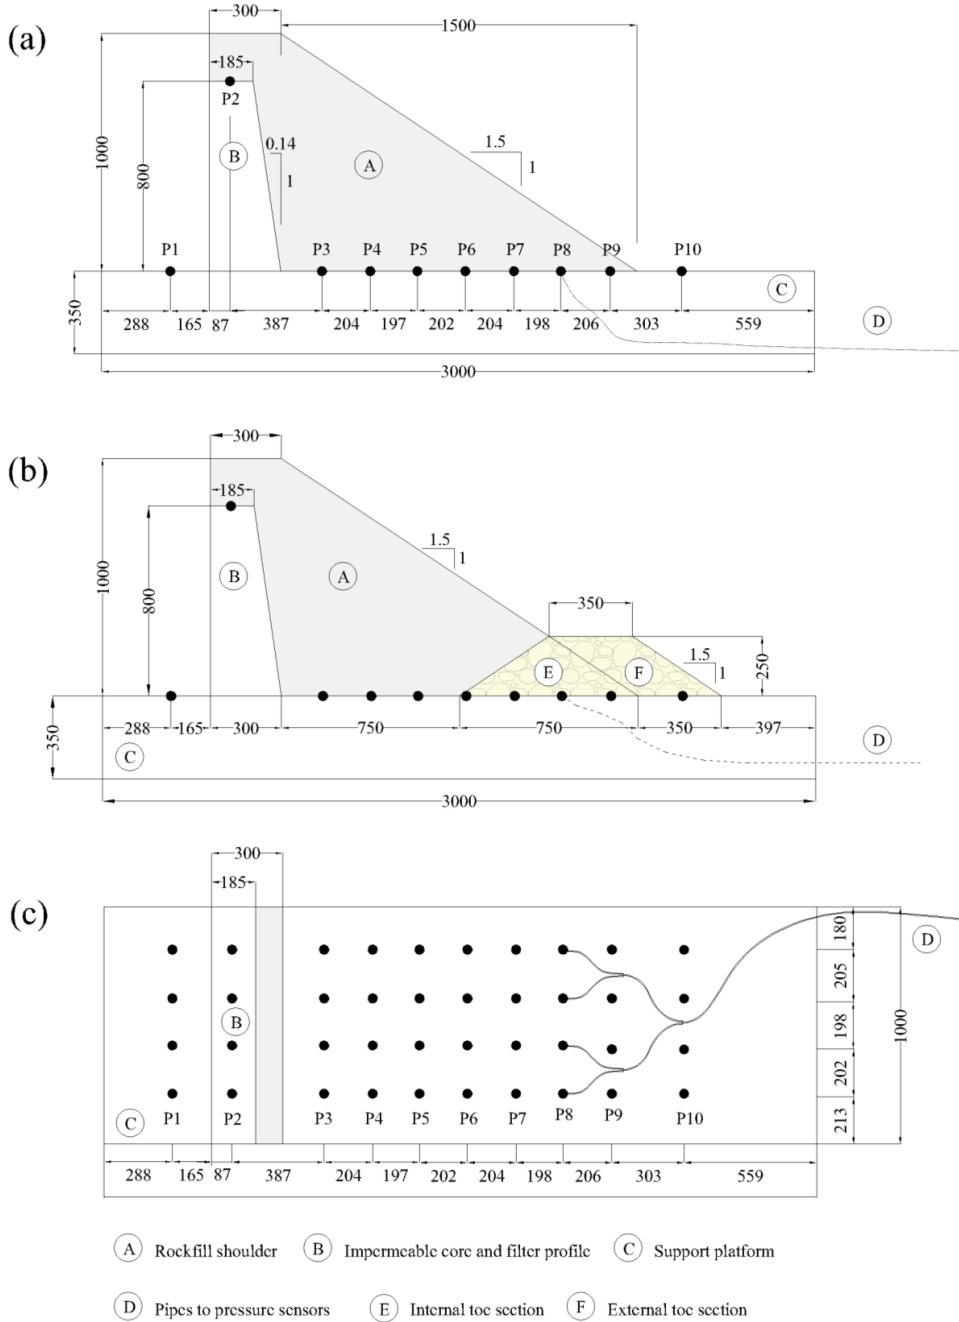 (a)
300
1500
185
P2
B
0.14
1
A
1.5
1
1000
800
P1
P3
P4
P5
P6
P7
P8
P9
P10
C
350
288
165
87
387
204
197
202
204
198
206
303
559
D
3000
(b)
300
185
1.5
1
B
A
1000
800
350
E
F
1.5
1
250
288
165
300
750
750
350
397
350
C
D
3000
(c)
300
185
B
C
P1
P2
P3
P4
P5
P6
P7
P8
P9
P10
D
180
205
198
202
213
1000
288
165
87
387
204
197
202
204
198
206
303
559
A Rockfill shoulder B Impermeable core and filter profile C Support platform
D Pipes to pressure sensors E Internal toe section F External toe section